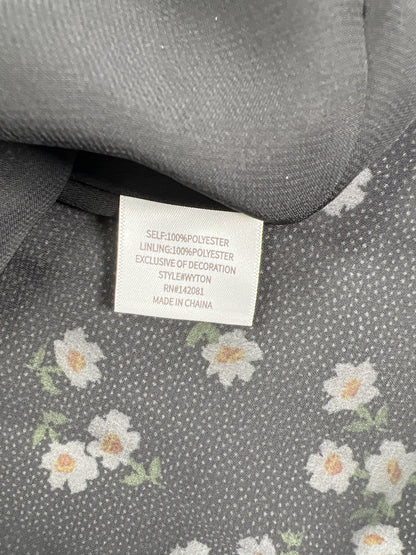 SELF:100%POLYESTER
LINLING:100%POLYESTER
EXCLUSIVE OF DECORATION
STYLE#WYTON
RN#142081
MADE IN CHAINA